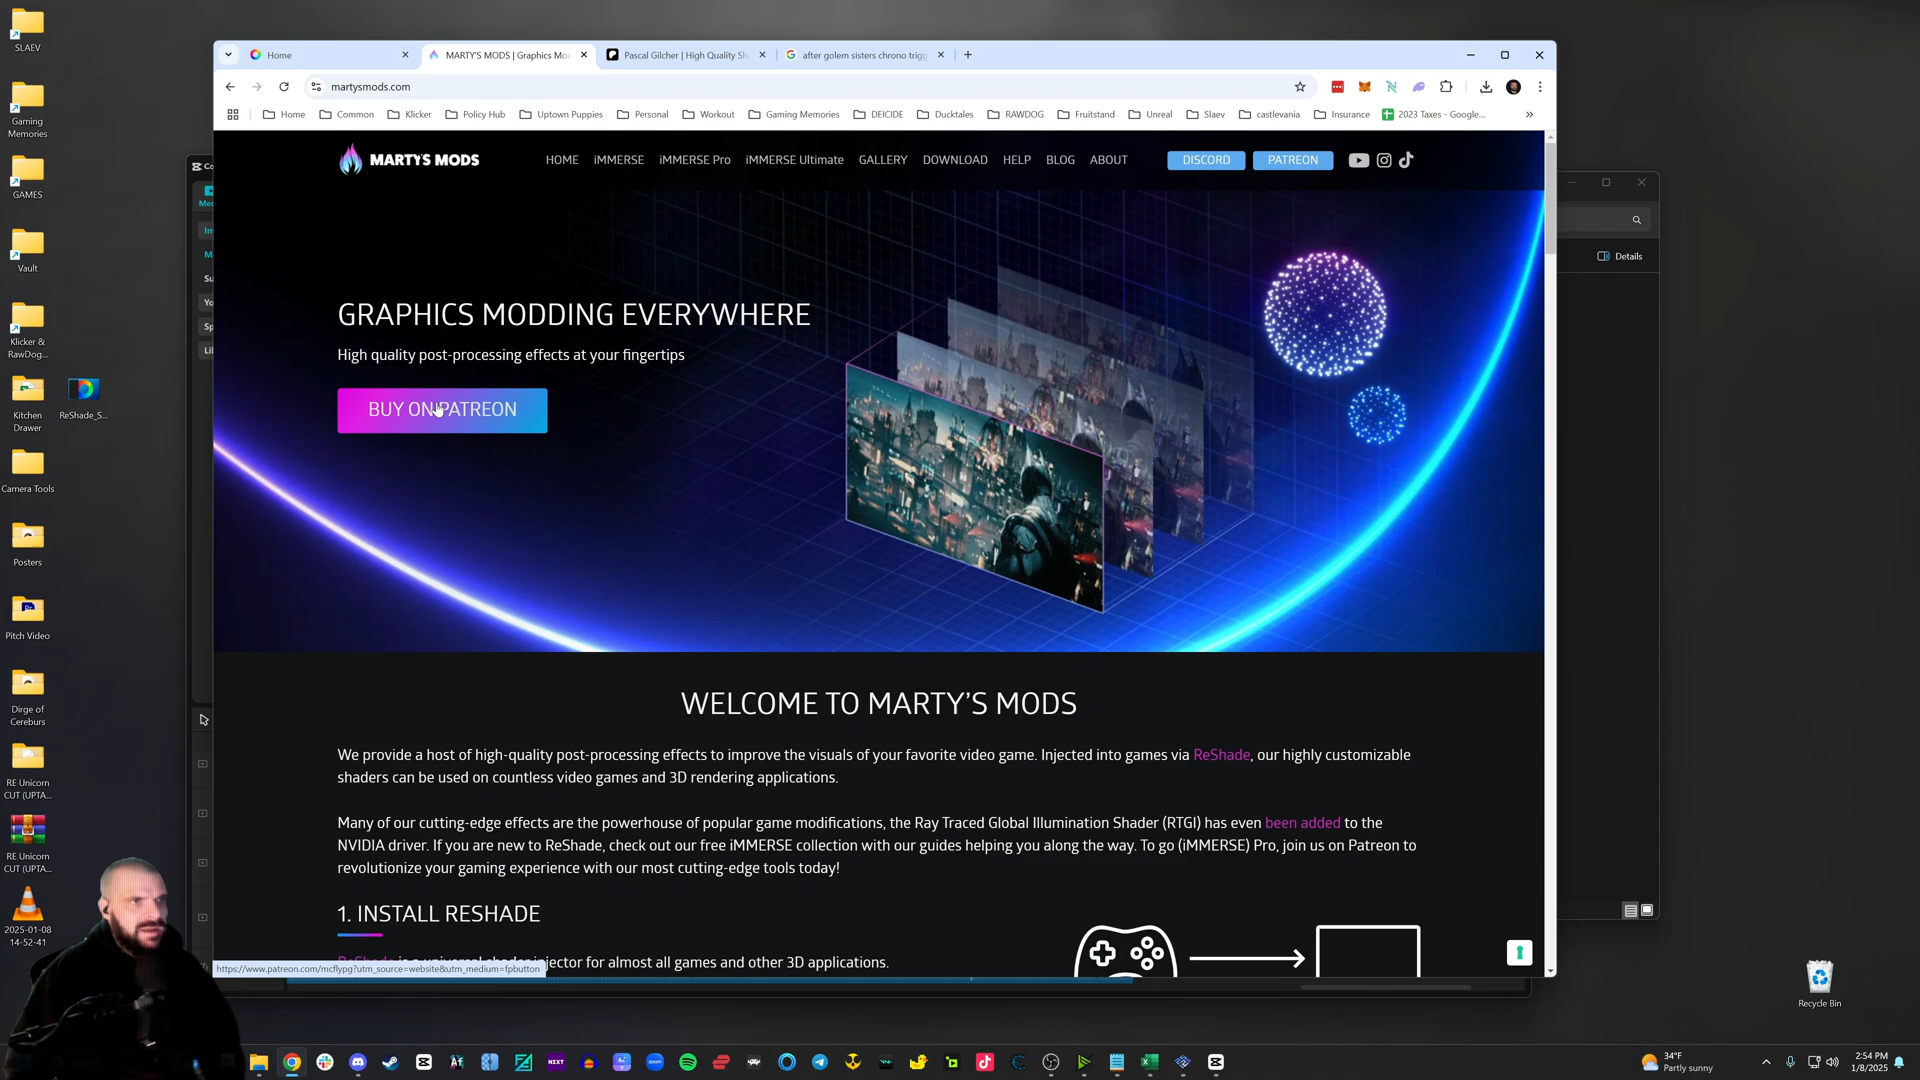 SLAEV
Gaming
Memories
GAMES
Vault
Klicker &
RawDog...
Kitchen
Drawer
ReShade_S...
Camera Tools
Posters
Pitch Video
Dirge of
Cereburs
RE Unicorn
CUT (UPTA...
RE Unicorn
CUT (UPTA...
2025-01-08
14-52-41
Home
MARTY'S MODS | Graphics Mo
Pascal Gilcher | High Quality Sh
after golem sisters chrono trigg
martysmods.com
Home
Common
Klicker
Policy Hub
Uptown Puppies
Personal
Workout
Gaming Memories
DEICIDE
Ducktales
RAWDOG
Fruitstand
Unreal
Slaev
castlevania
Insurance
2023 Taxes - Google...
MARTY'S MODS
HOME
iMMERSE
iMMERSE Pro
iMMERSE Ultimate
GALLERY
DOWNLOAD
HELP
BLOG
ABOUT
DISCORD
PATREON
Details
GRAPHICS MODDING EVERYWHERE
High quality post-processing effects at your fingertips
BUY ON PATREON
WELCOME TO MARTY'S MODS
We provide a host of high-quality post-processing effects to improve the visuals of your favorite video game. Injected into games via ReShade, our highly customizable
shaders can be used on countless video games and 3D rendering applications.
Many of our cutting-edge effects are the powerhouse of popular game modifications, the Ray Traced Global Illumination Shader (RTGI) has even been added to the
NVIDIA driver. If you are new to ReShade, check out our free iMMERSE collection with our guides helping you along the way. To go (iMMERSE) Pro, join us on Patreon to
revolutionize your gaming experience with our most cutting-edge tools today!
1. INSTALL RESHADE
ReShade is a universal shader injector for almost all games and other 3D applications.
https://www.patreon.com/mcflypg?utm_source=website&utm_medium=fpbutton
Recycle Bin
NZXT
zoom
34°F
Partly sunny
2:54 PM
1/8/2025